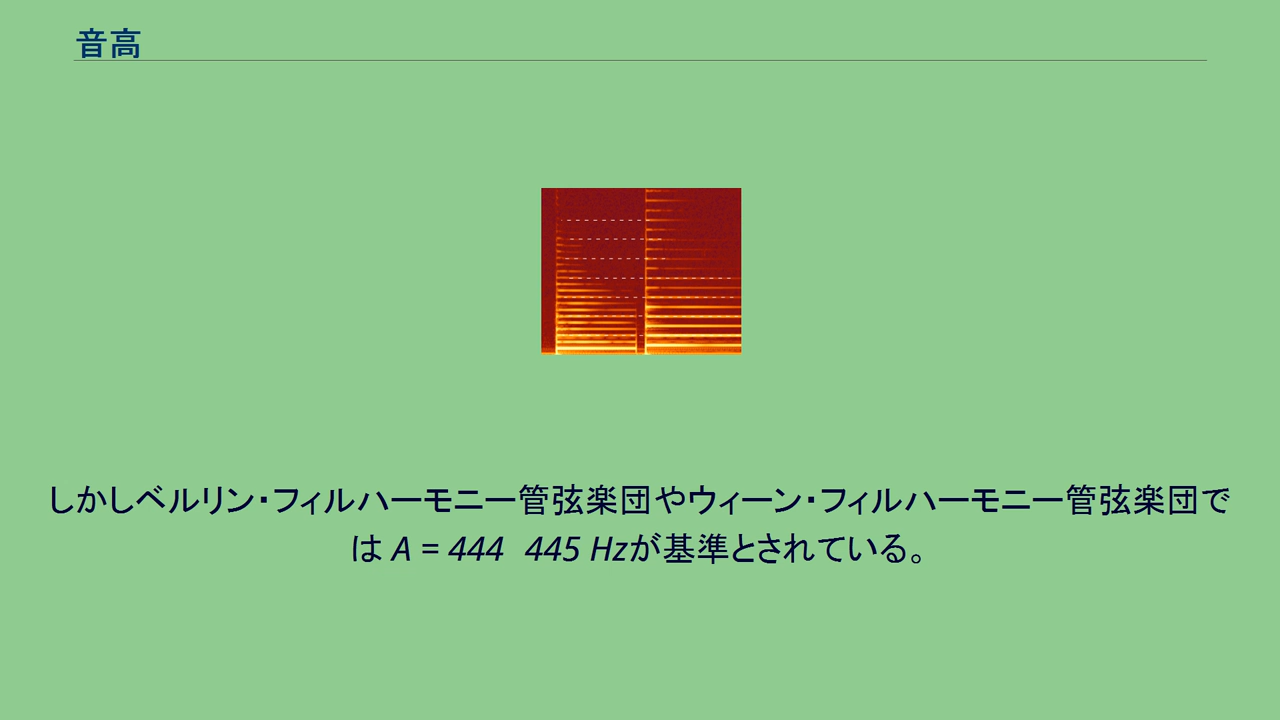 音高
しかしベルリン・フィルハーモニー管弦楽団やウィーン・フィルハーモニー管弦楽団で
は A = 444  445 Hzが基準とされている。